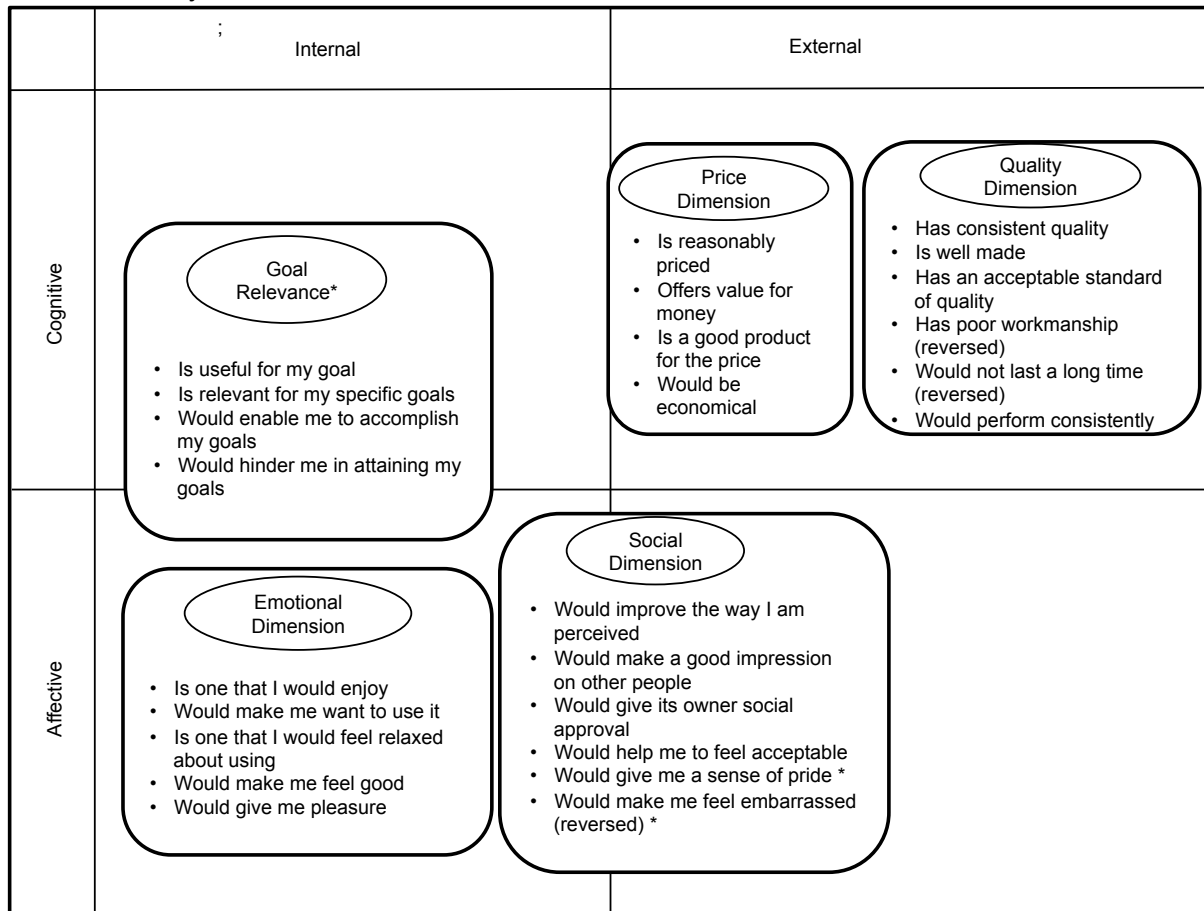 ;
Internal
External
Cognitive
Goal
Relevance*
• Is useful for my goal
• Is relevant for my specific goals
• Would enable me to accomplish
my goals
• Would hinder me in attaining my
goals
Price
Dimension
• Is reasonably
priced
• Offers value for
money
• Is a good product
for the price
• Would be
economical
Quality
Dimension
• Has consistent quality
• Is well made
• Has an acceptable standard
of quality
• Has poor workmanship
(reversed)
• Would not last a long time
(reversed)
• Would perform consistently
Affective
Emotional
Dimension
• Is one that I would enjoy
• Would make me want to use it
• Is one that I would feel relaxed
about using
• Would make me feel good
• Would give me pleasure
Social
Dimension
• Would improve the way I am
perceived
• Would make a good impression
on other people
• Would give its owner social
approval
• Would help me to feel acceptable
• Would give me a sense of pride *
• Would make me feel embarrassed
(reversed) *